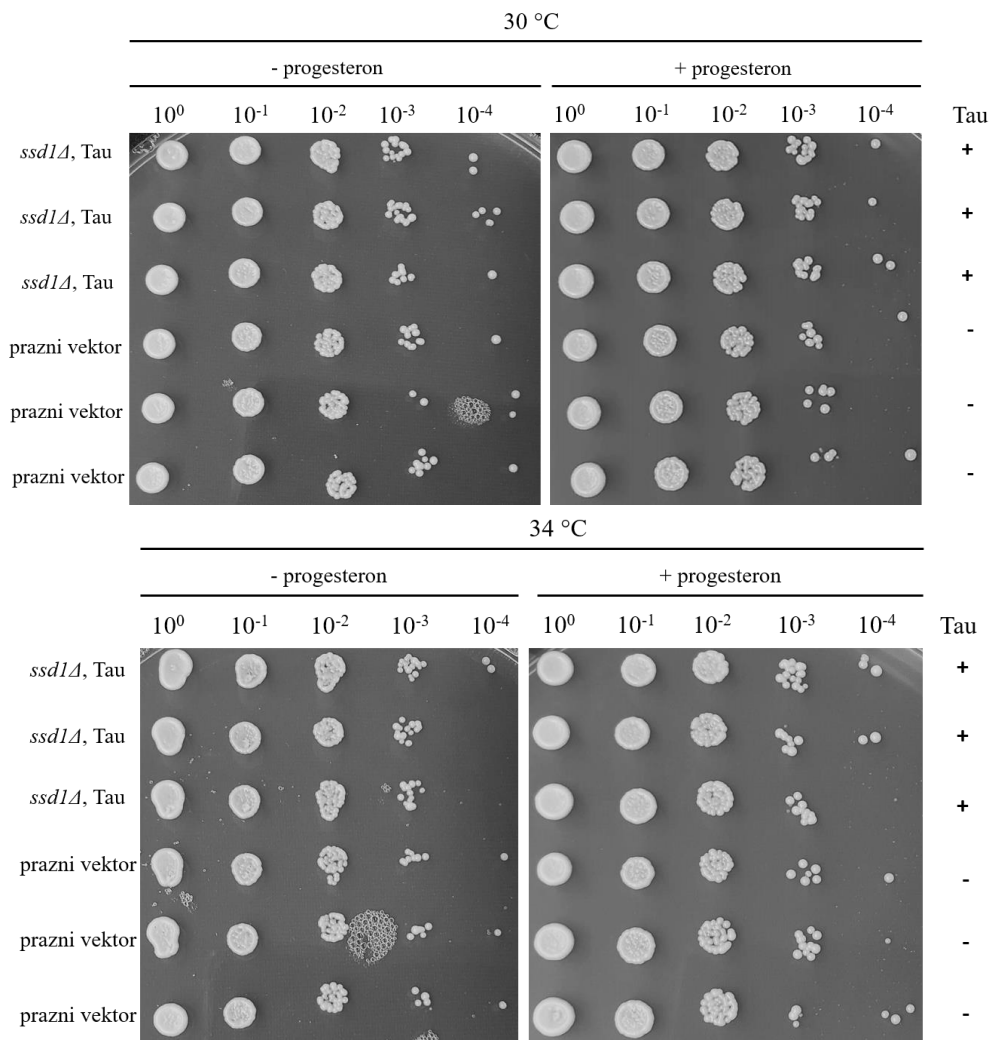 30 °C
- progesteron + progesteron
10⁰ 10⁻¹ 10⁻² 10⁻³ 10⁻⁴ 10⁰ 10⁻¹ 10⁻² 10⁻³ 10⁻⁴ Tau
ssd1Δ, Tau +
ssd1Δ, Tau +
ssd1Δ, Tau +
prazni vektor -
prazni vektor -
prazni vektor -
34 °C
- progesteron + progesteron
10⁰ 10⁻¹ 10⁻² 10⁻³ 10⁻⁴ 10⁰ 10⁻¹ 10⁻² 10⁻³ 10⁻⁴ Tau
ssd1Δ, Tau +
ssd1Δ, Tau +
ssd1Δ, Tau +
prazni vektor -
prazni vektor -
prazni vektor -